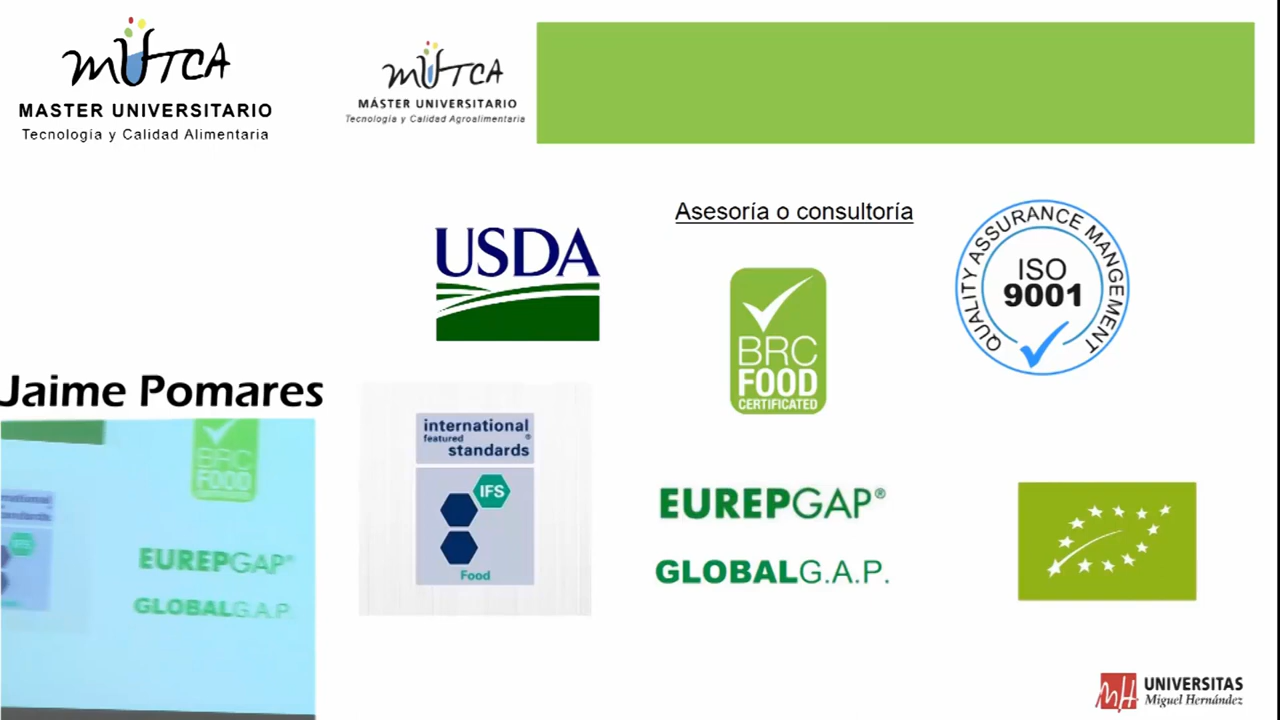 MUTCA
MASTER UNIVERSITARIO
Tecnología y Calidad Alimentaria
MUTCA
MÁSTER UNIVERSITARIO
Tecnología y Calidad Agroalimentaria
Asesoría o consultoría
USDA
BRC
FOOD
CERTIFICATED
QUALITY ASSURANCE MANGEMENT
ISO
9001
Jaime Pomares
international
featured
standards®
IFS
Food
EUREPGAP®
GLOBALG.A.P.
BRC
FOOD
EUREPGAP®
GLOBALG.A.P.
mH
UNIVERSITAS
Miguel Hernández